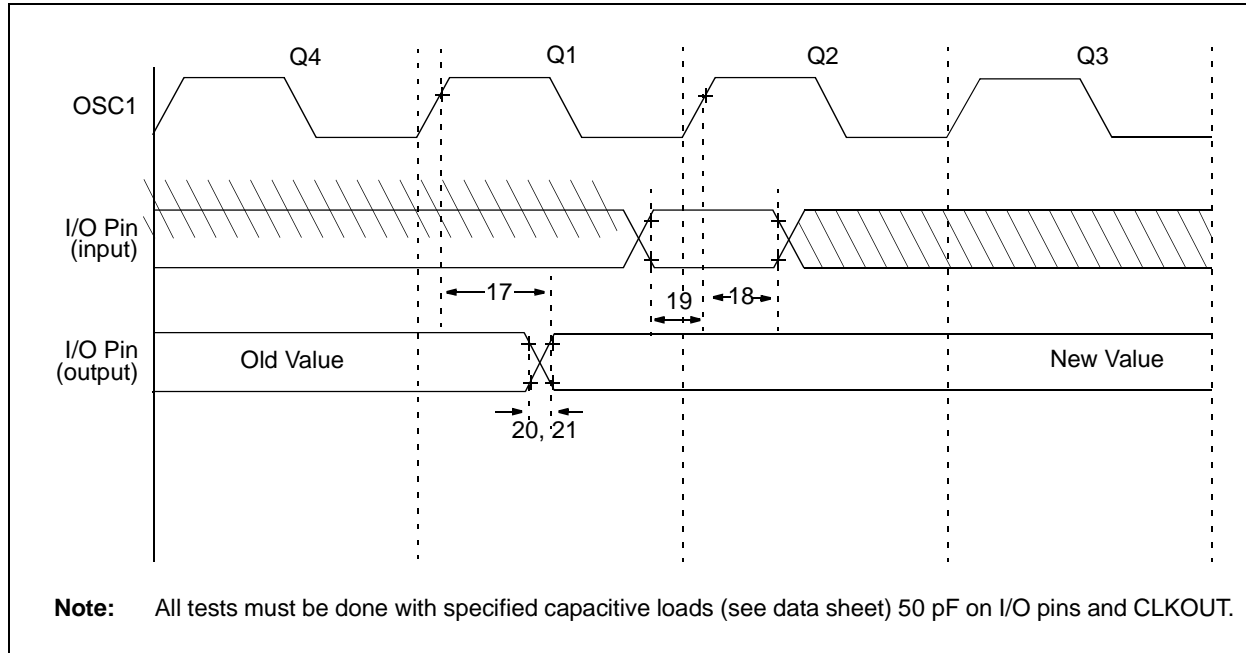 Q4 Q1 Q2 Q3
OSC1
I/O Pin
(input)
17
19
18
I/O Pin
(output)
Old Value
New Value
20, 21
Note: All tests must be done with specified capacitive loads (see data sheet) 50 pF on I/O pins and CLKOUT.